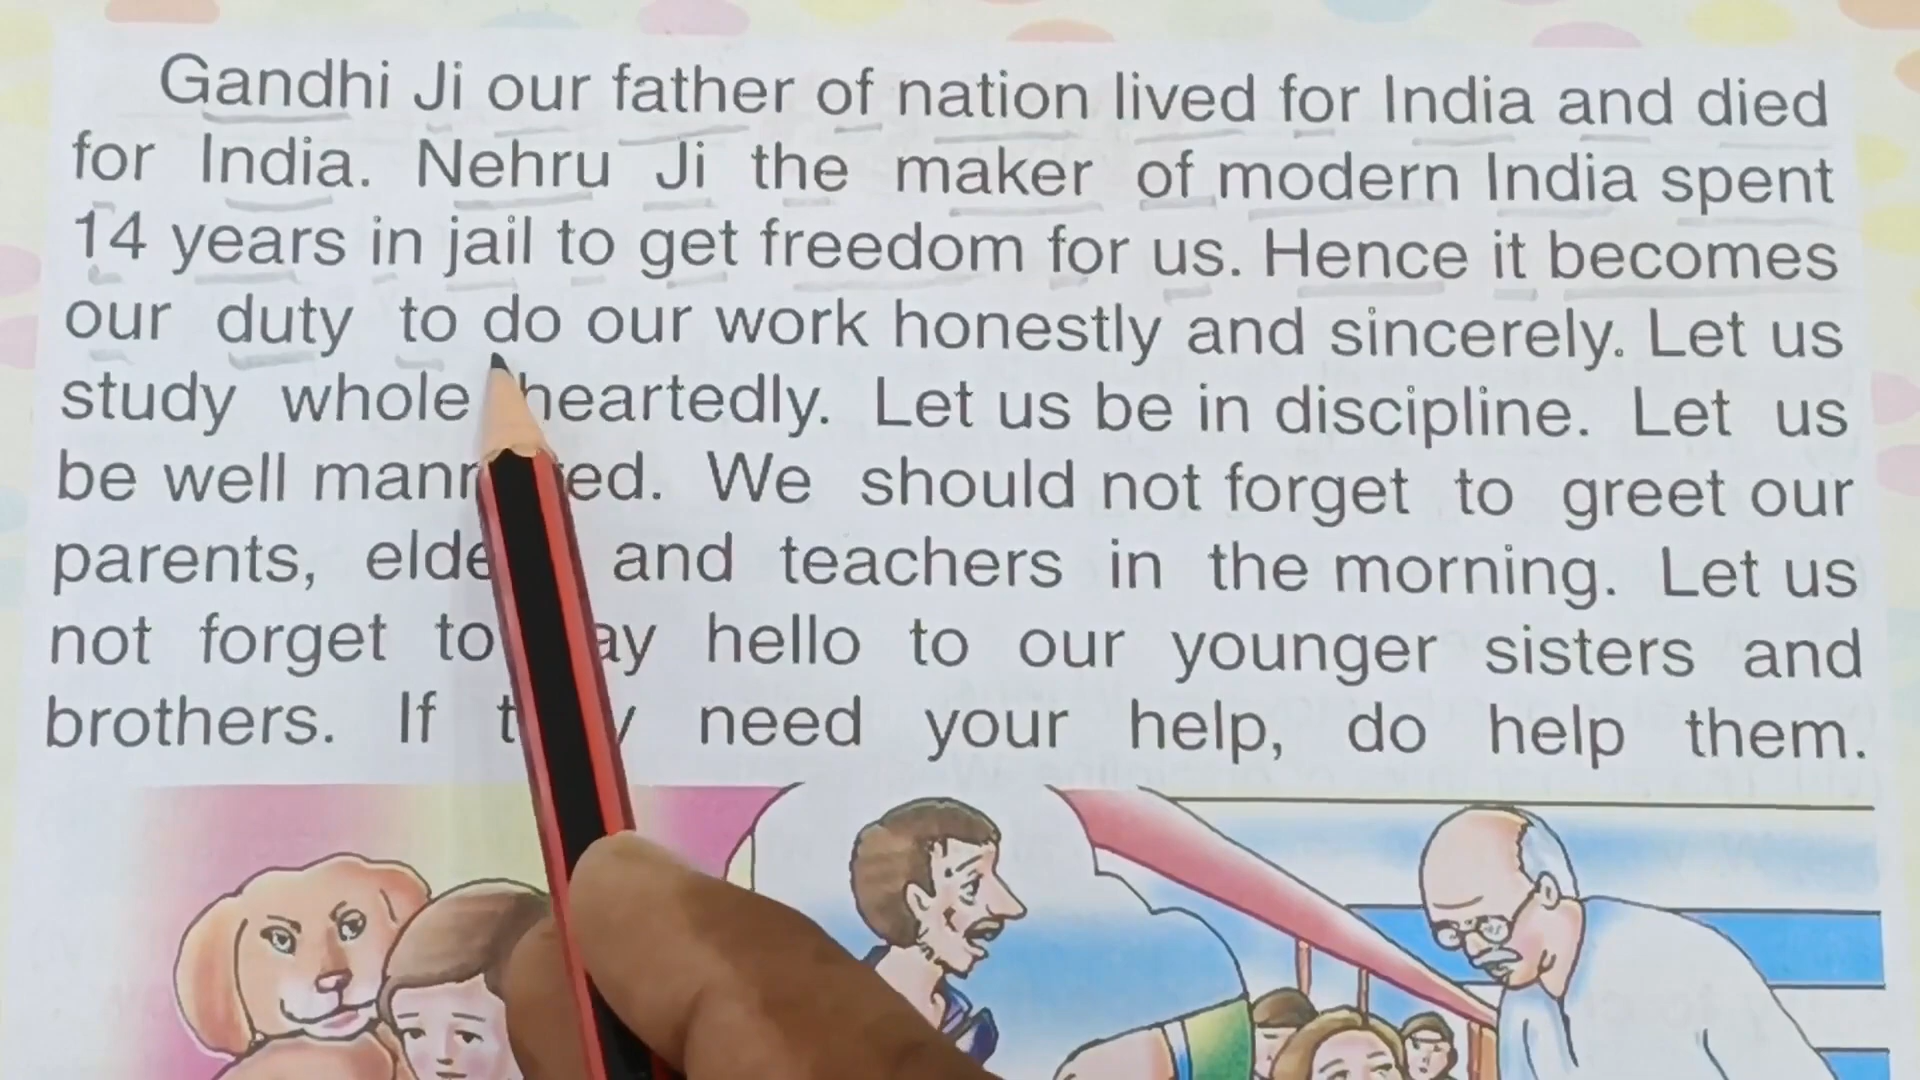 Gandhi Ji our father of nation lived for India and died
for India. Nehru Ji the maker of modern India spent
14 years in jail to get freedom for us. Hence it becomes
our duty to do our work honestly and sincerely. Let us
study whole heartedly. Let us be in discipline. Let us
be well We should not forget to greet our
parents, and teachers in the morning. Let us
not forget to hello to our younger sisters and
brothers. If need your help, do help them.